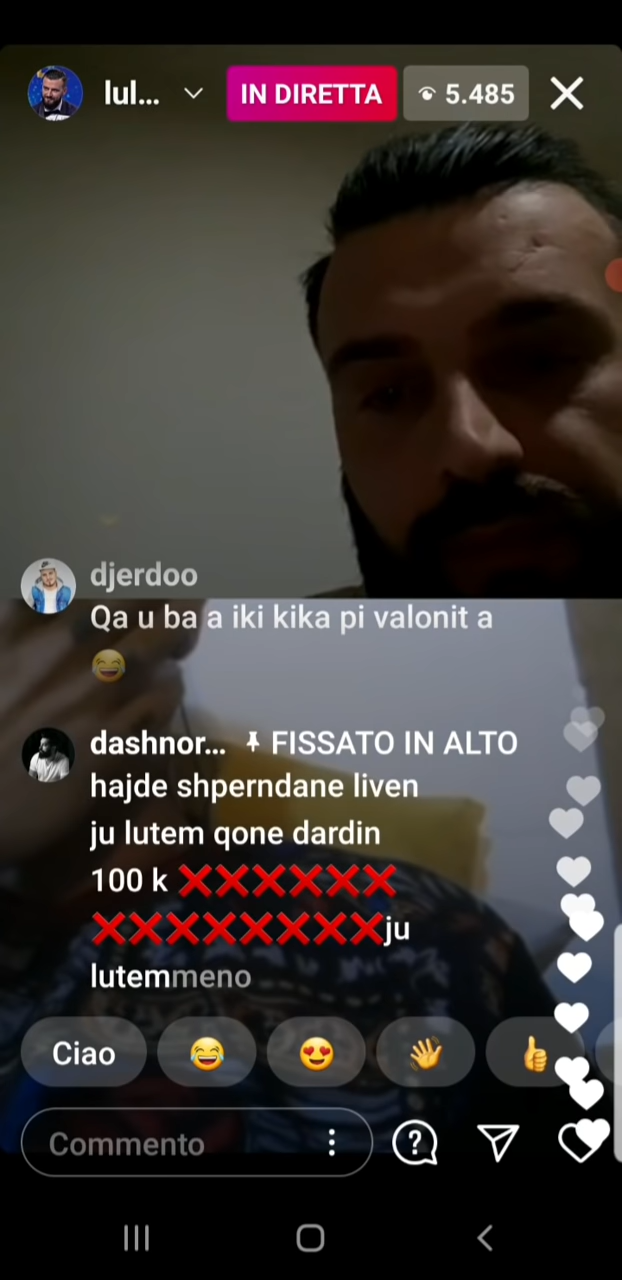 lul...
IN DIRETTA
5.485
djerdoo
Qa u ba a iki kika pi valonit a
😂
dashnor... FISSATO IN ALTO
hajde shperndane liven
ju lutem qone dardin
100 k ❌❌❌❌❌❌
❌❌❌❌❌❌❌❌ju
lutemmeno
Ciao 😂 😍 👋 👍
Commento